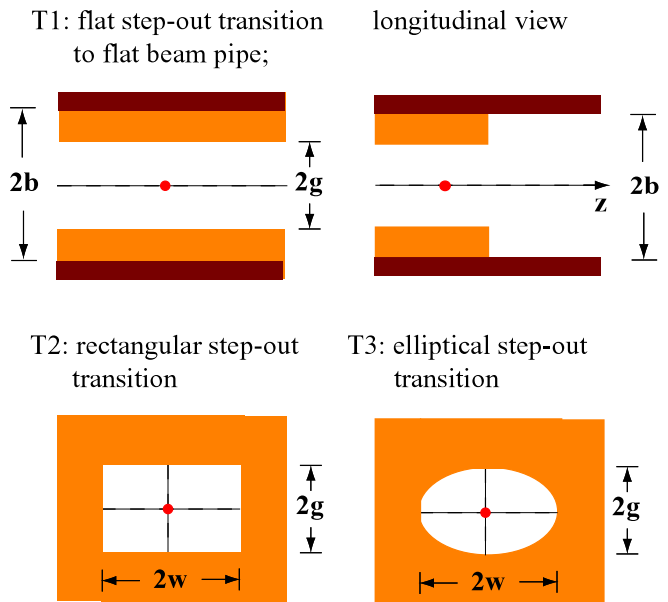 T1: flat step-out transition
to flat beam pipe;
longitudinal view
2b
2g
z
2b
T2: rectangular step-out
transition
T3: elliptical step-out
transition
2g
2w
2g
2w